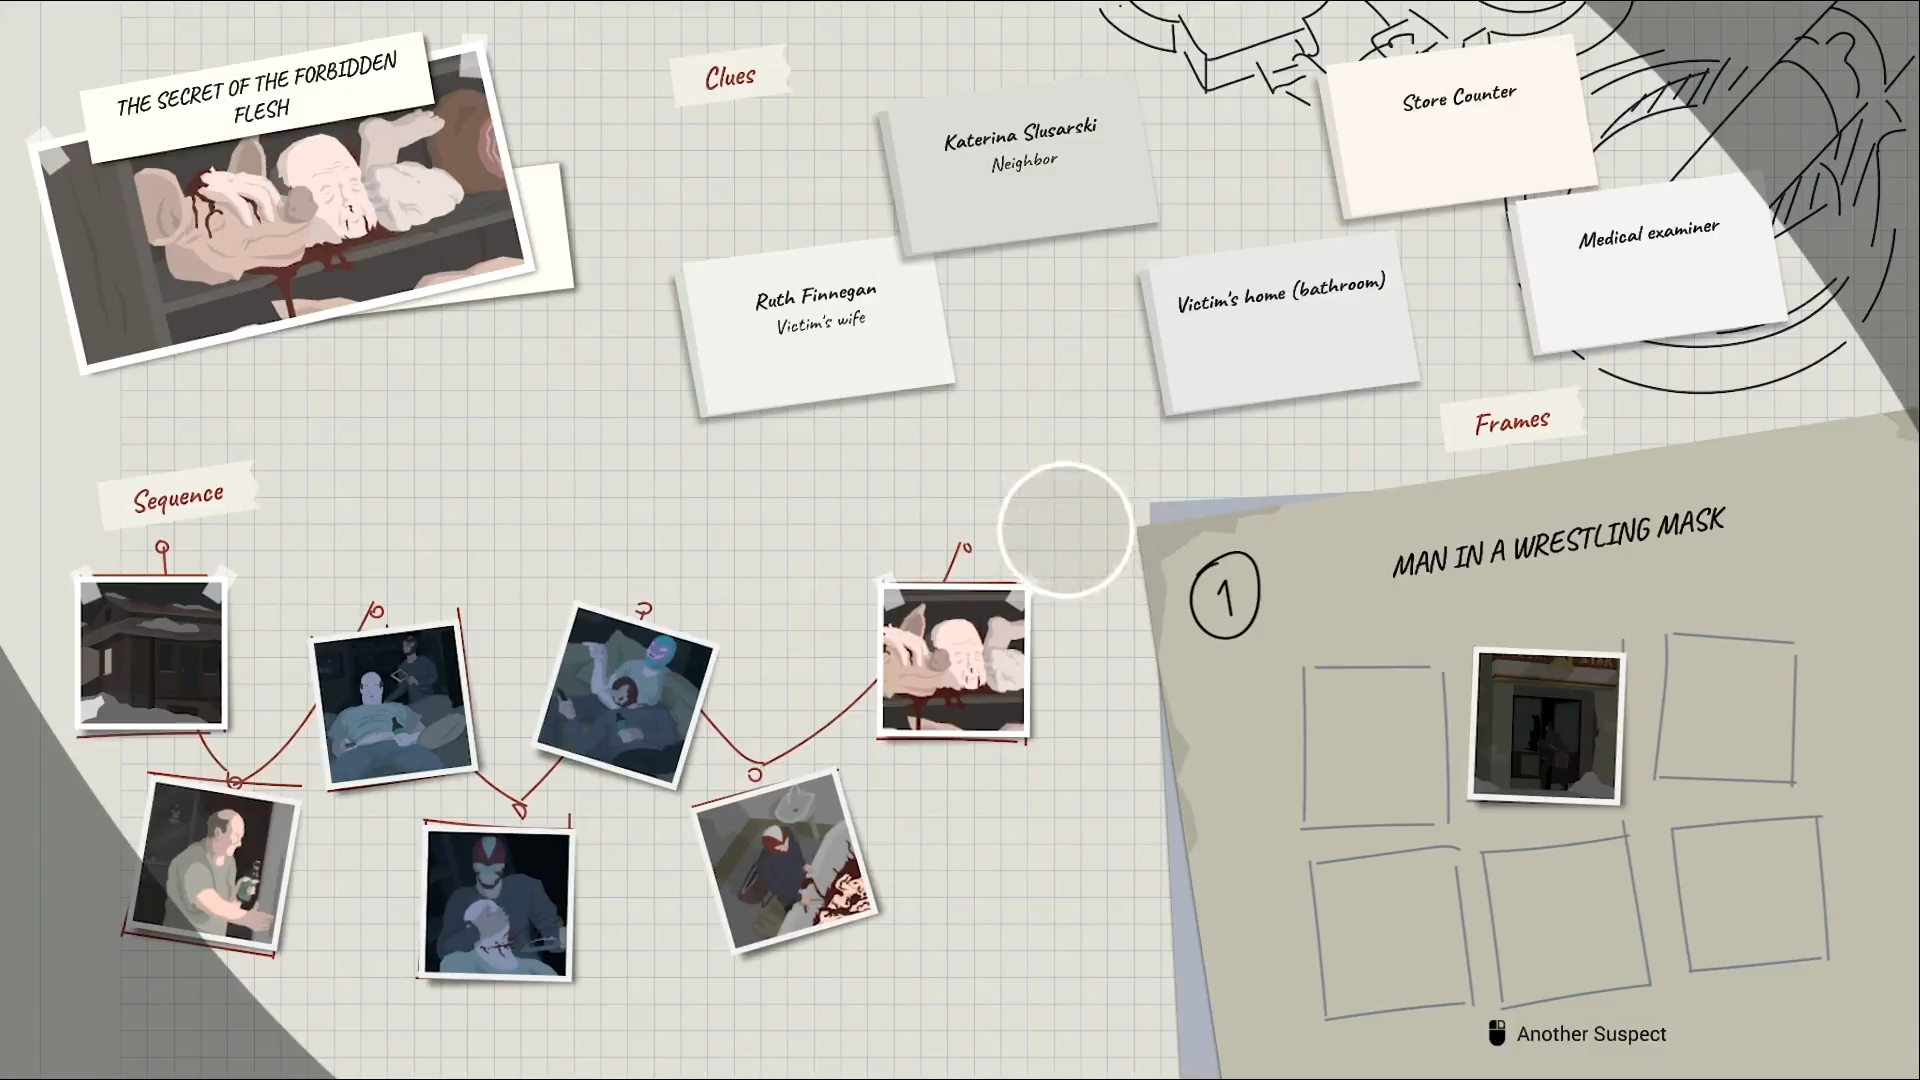 THE SECRET OF THE FORBIDDEN
FLESH
Clues
Katerina Slusarski
Neighbor
Store Counter
Ruth Finnegan
Victim's wife
Victim's home (bathroom)
Medical examiner
Frames
Sequence
MAN IN A WRESTLING MASK
1
STAR
Another Suspect